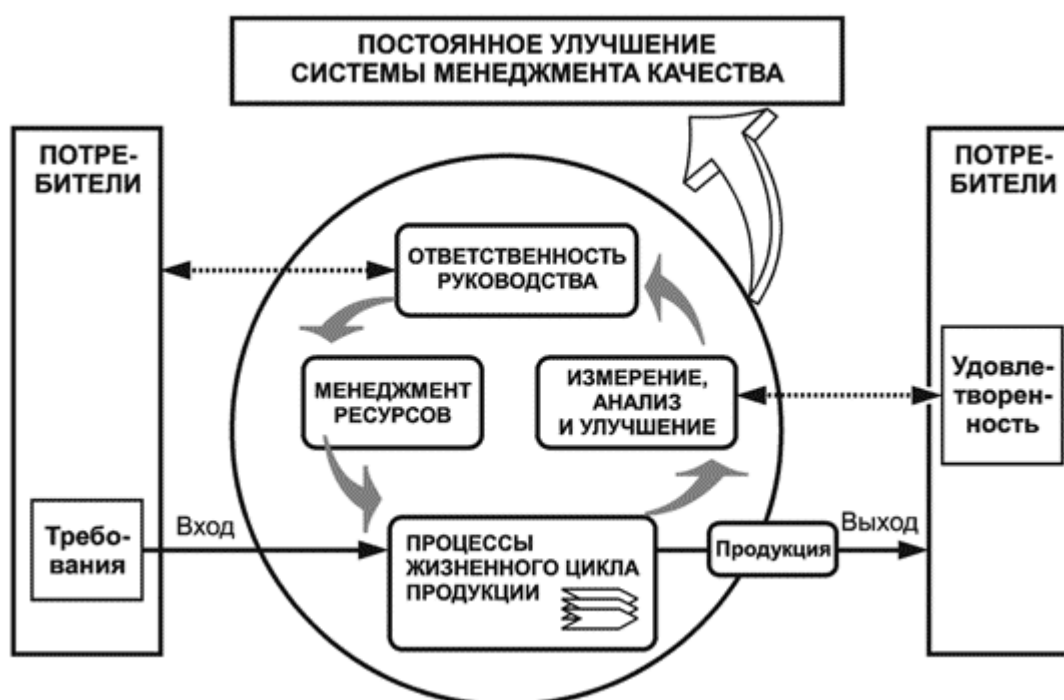 ПОСТОЯННОЕ УЛУЧШЕНИЕ
СИСТЕМЫ МЕНЕДЖМЕНТА КАЧЕСТВА
ПОТРЕ-
БИТЕЛИ
ПОТРЕ-
БИТЕЛИ
ОТВЕТСТВЕННОСТЬ
РУКОВОДСТВА
МЕНЕДЖМЕНТ
РЕСУРСОВ
ИЗМЕРЕНИЕ,
АНАЛИЗ
И УЛУЧШЕНИЕ
Удовле-
творен-
ность
Требо-
вания
Вход
ПРОЦЕССЫ
ЖИЗНЕННОГО ЦИКЛА
ПРОДУКЦИИ
Продукция
Выход